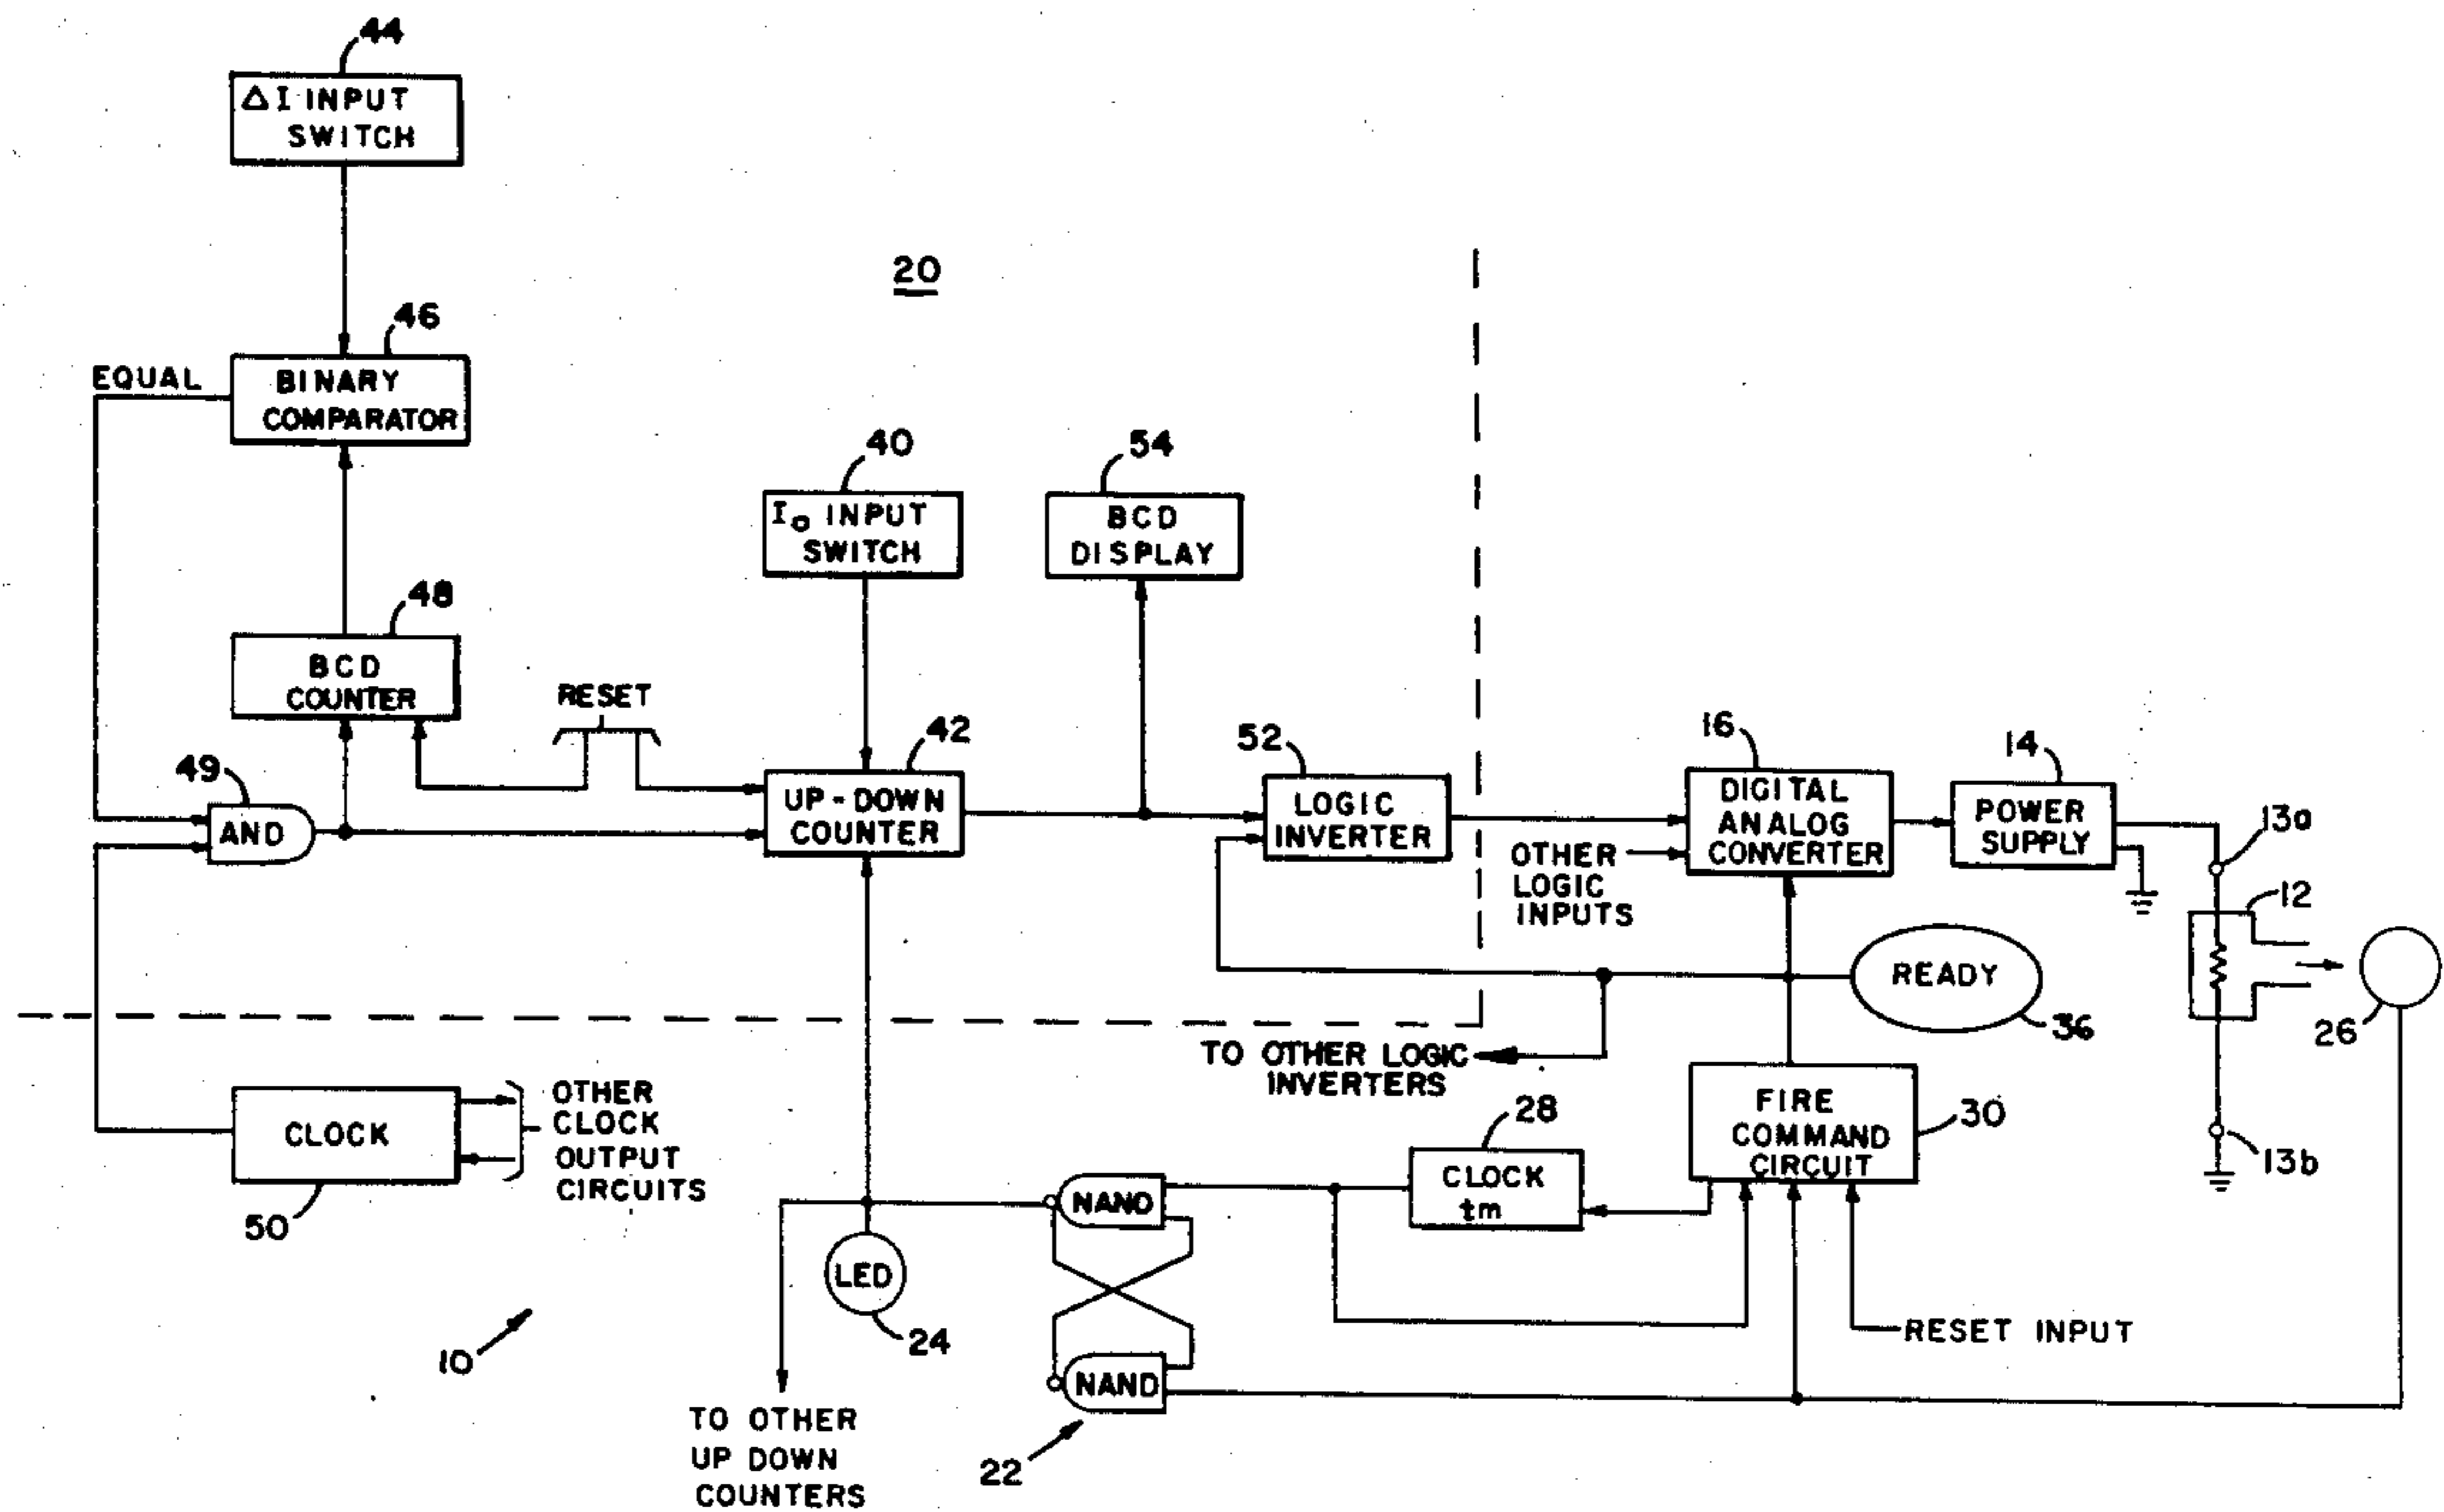 44
ΔI INPUT
SWITCH
20
46
EQUAL
BINARY
COMPARATOR
40
54
I₀ INPUT
SWITCH
BCD
DISPLAY
48
BCD
COUNTER
RESET
49
AND
42
UP-DOWN
COUNTER
52
LOGIC
INVERTER
16
DIGITAL
ANALOG
CONVERTER
14
POWER
SUPPLY
13a
OTHER
LOGIC
INPUTS
12
READY
36
26
TO OTHER LOGIC
INVERTERS
CLOCK
50
OTHER
CLOCK
OUTPUT
CIRCUITS
28
CLOCK
tm
FIRE
COMMAND
CIRCUIT
30
13b
NAND
LED
24
10
RESET INPUT
NAND
22
TO OTHER
UP DOWN
COUNTERS